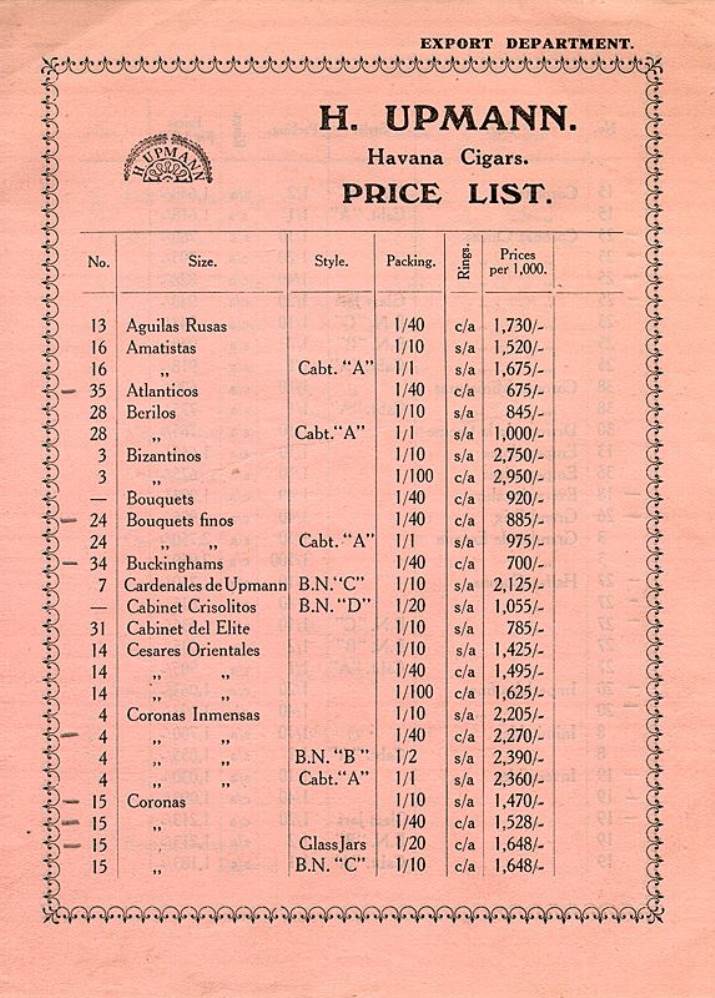 EXPORT DEPARTMENT.
H. UPMANN.
H UPMANN
Havana Cigars.
PRICE LIST.
No. Size. Style. Packing. Rings. Prices per 1,000.
13 Aguilas Rusas 1/40 c/a 1,730/-
16 Amatistas 1/10 s/a 1,520/-
16 ,, Cabt. "A" 1/1 s/a 1,675/-
— 35 Atlanticos 1/40 c/a 675/-
28 Berilos 1/10 s/a 845/-
28 ,, Cabt. "A" 1/1 s/a 1,000/-
3 Bizantinos 1/10 s/a 2,750/-
3 ,, 1/100 c/a 2,950/-
— Bouquets 1/40 c/a 920/-
— 24 Bouquets finos 1/40 c/a 885/-
24 ,, ,, Cabt. "A" 1/1 s/a 975/-
— 34 Buckinghams 1/40 c/a 700/-
7 Cardenales de Upmann B.N. "C" 1/10 s/a 2,125/-
— Cabinet Crisolitos B.N. "D" 1/20 s/a 1,055/-
31 Cabinet del Elite 1/10 s/a 785/-
14 Cesares Orientales 1/10 s/a 1,425/-
14 ,, ,, 1/40 c/a 1,495/-
14 ,, ,, 1/100 c/a 1,625/-
4 Coronas Inmensas 1/10 s/a 2,205/-
— 4 ,, ,, 1/40 c/a 2,270/-
4 ,, ,, B.N. "B" 1/2 s/a 2,390/-
4 ,, ,, Cabt. "A" 1/1 s/a 2,360/-
— 15 Coronas 1/10 s/a 1,470/-
— 15 ,, 1/40 c/a 1,528/-
— 15 ,, Glass Jars 1/20 c/a 1,648/-
15 ,, B.N. "C" 1/10 c/a 1,648/-